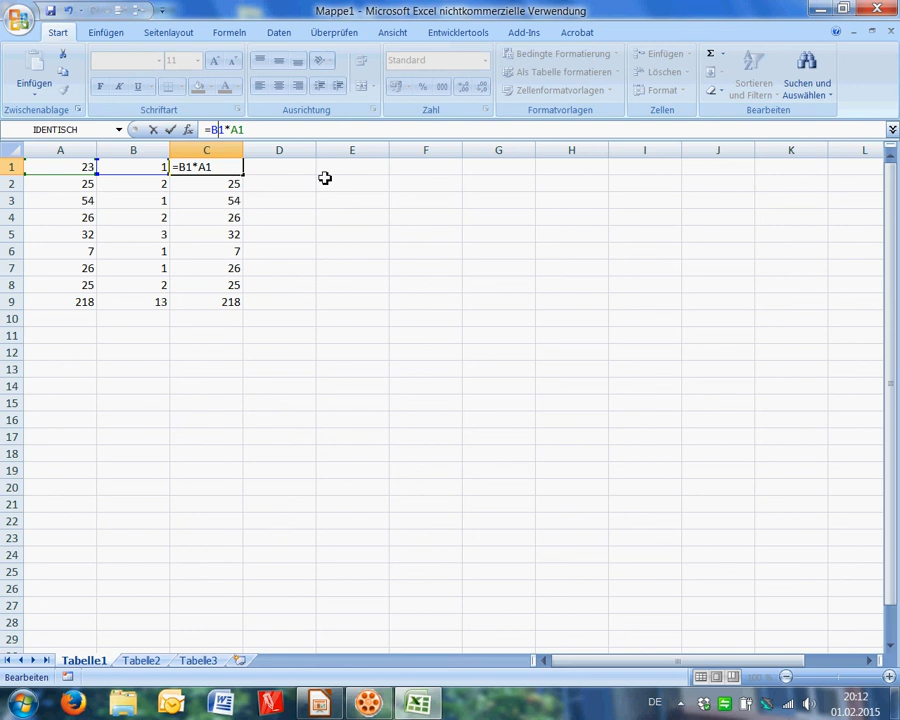 Mappe1 - Microsoft Excel nichtkommerzielle Verwendung
Start Einfügen Seitenlayout Formeln Daten Überprüfen Ansicht Entwicklertools Add-Ins Acrobat
Einfügen
Zwischenablage
11
F K U
Schriftart
Ausrichtung
Standard
% 000
Zahl
Bedingte Formatierung
Als Tabelle formatieren
Zellenformatvorlagen
Formatvorlagen
Einfügen
Löschen
Format
Zellen
Σ
Sortieren und Filtern
Suchen und Auswählen
Bearbeiten
IDENTISCH fx =B1*A1
A B C D E F G H I J K L
1 23 1 =B1*A1
2 25 2 25
3 54 1 54
4 26 2 26
5 32 3 32
6 7 1 7
7 26 1 26
8 25 2 25
9 218 13 218
10
11
12
13
14
15
16
17
18
19
20
21
22
23
24
25
26
27
28
29
Tabelle1 Tabelle2 Tabelle3
Bearbeiten 100 %
DE 20:12
01.02.2015